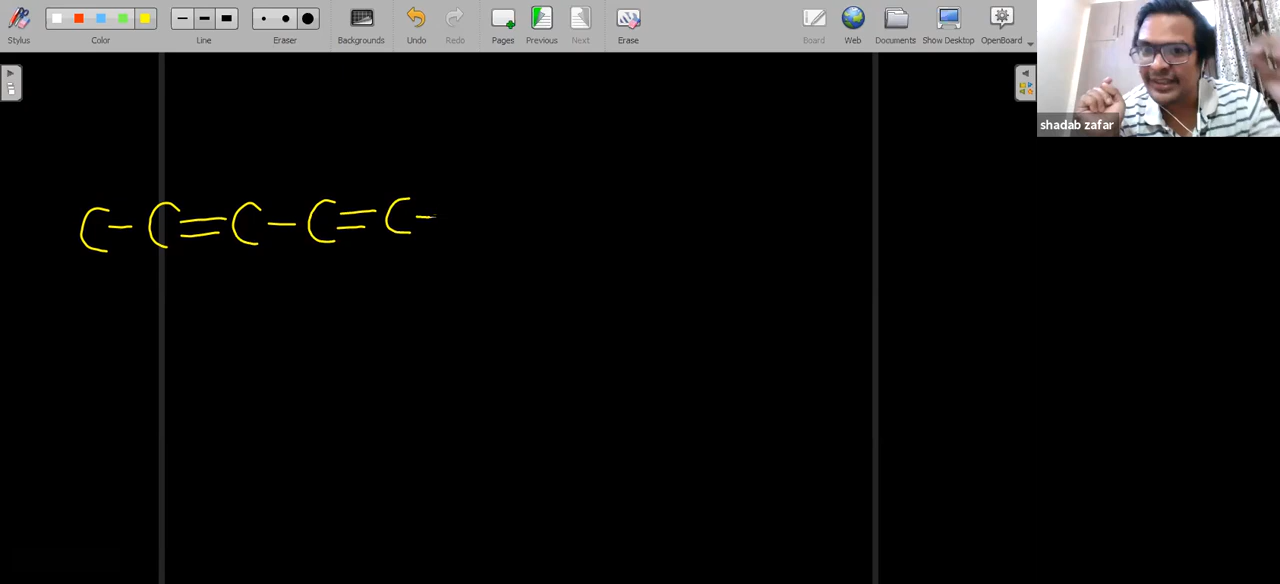 Stylus Color Line Eraser Backgrounds Undo Redo Pages Previous Next Erase Board Web Documents Show Desktop OpenBoard
shadab zafar
C-C=C-C=C-